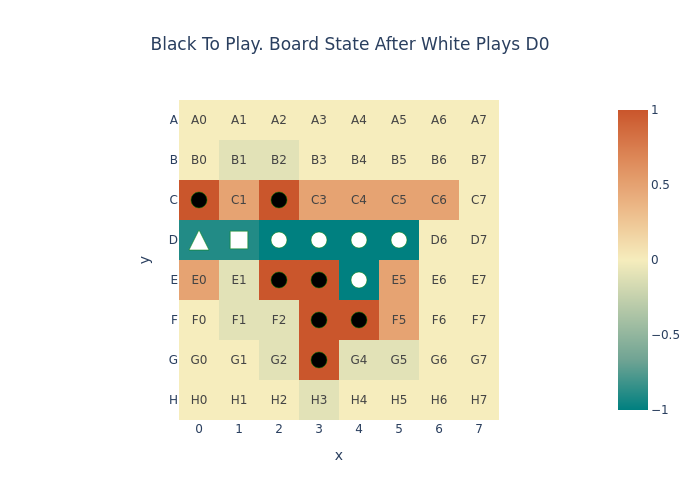 Black To Play. Board State After White Plays D0
A A0 A1 A2 A3 A4 A5 A6 A7
B B0 B1 B2 B3 B4 B5 B6 B7
C C1 C3 C4 C5 C6 C7
D D6 D7
E E0 E1 E5 E6 E7
F F0 F1 F2 F5 F6 F7
G G0 G1 G2 G4 G5 G6 G7
H H0 H1 H2 H3 H4 H5 H6 H7
0 1 2 3 4 5 6 7
x
y
1
0.5
0
−0.5
−1